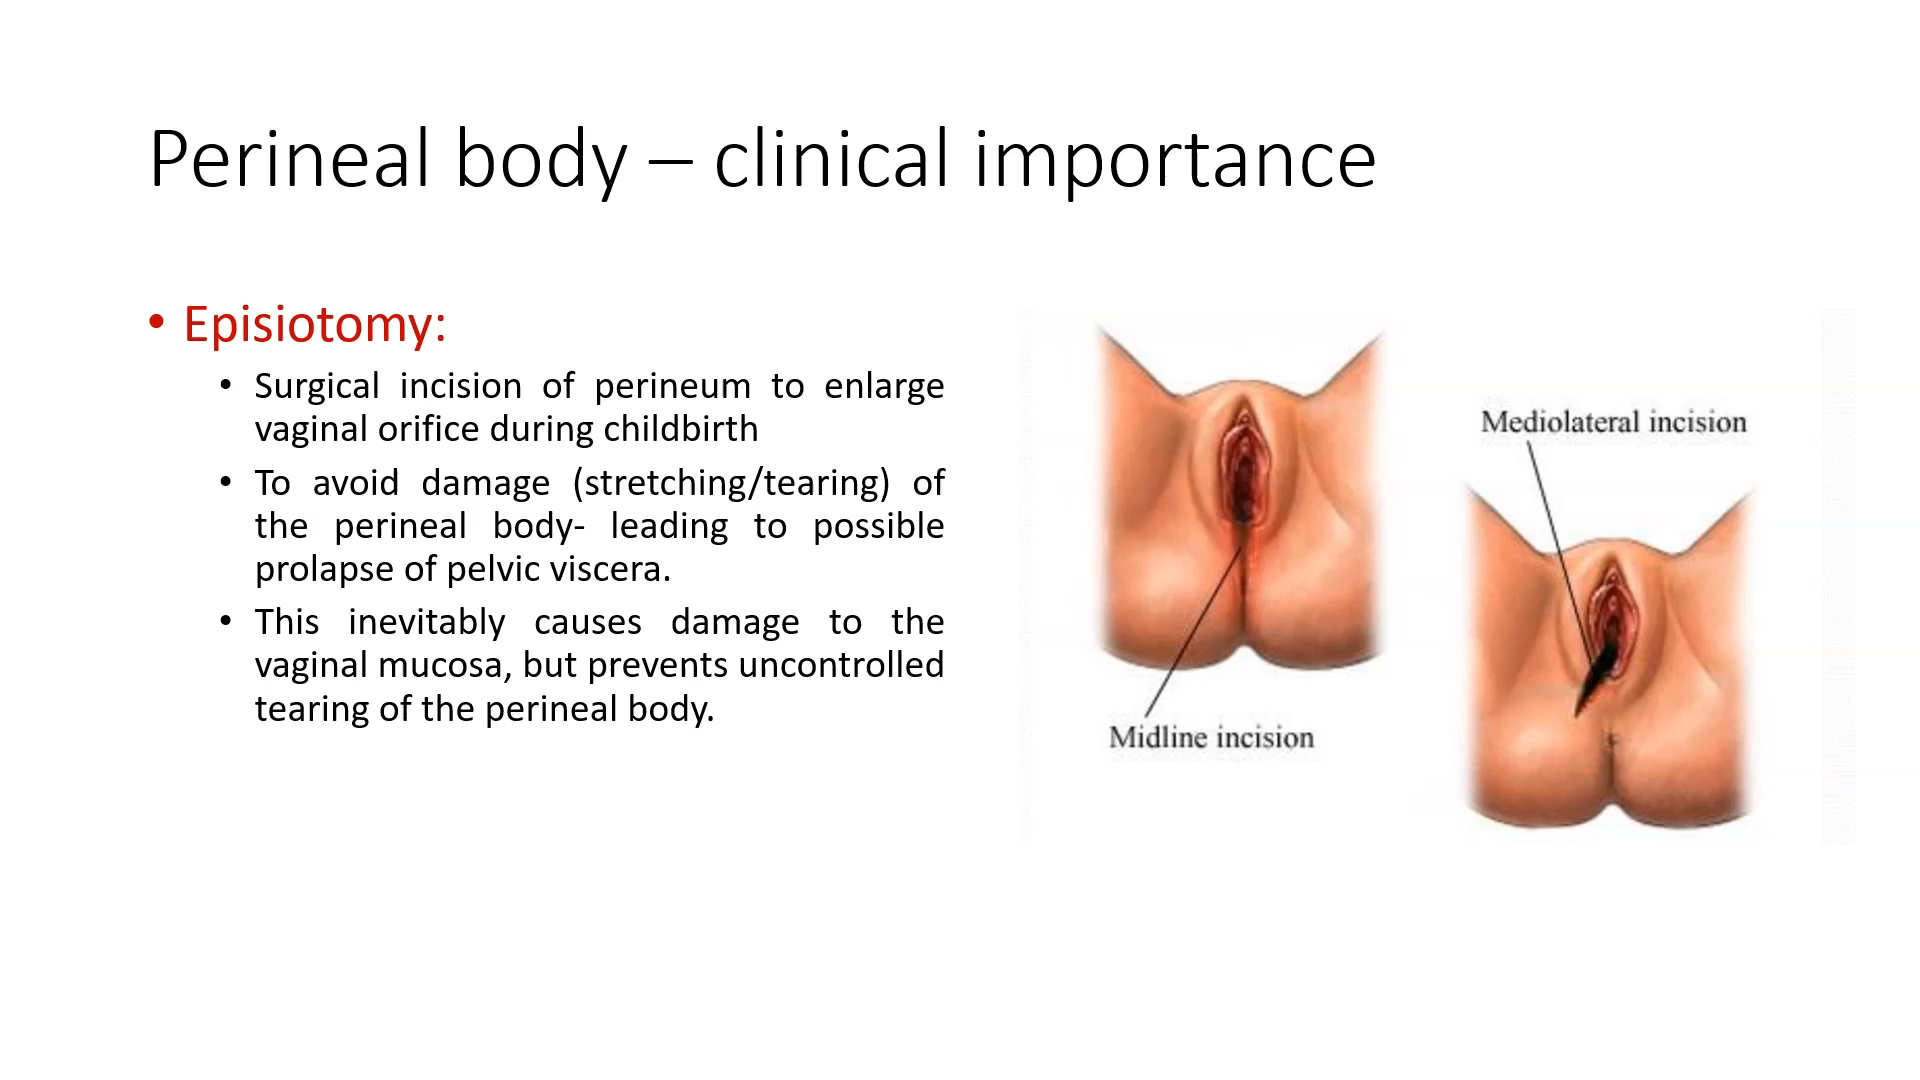 Perineal body – clinical importance
• Episiotomy:
• Surgical incision of perineum to enlarge
vaginal orifice during childbirth
• To avoid damage (stretching/tearing) of
the perineal body- leading to possible
prolapse of pelvic viscera.
• This inevitably causes damage to the
vaginal mucosa, but prevents uncontrolled
tearing of the perineal body.
Mediolateral incision
Midline incision